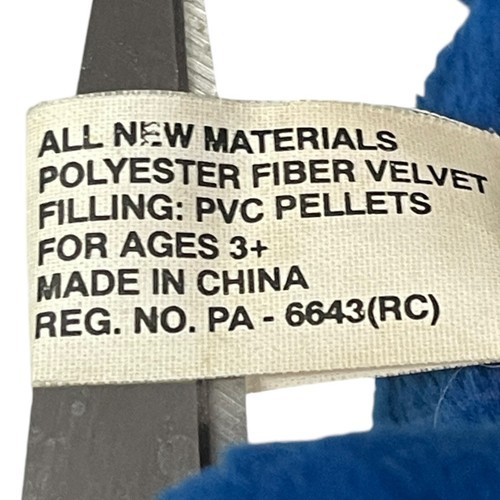 ALL NEW MATERIALS
POLYESTER FIBER VELVET
FILLING: PVC PELLETS
FOR AGES 3+
MADE IN CHINA
REG. NO. PA - 6643(RC)